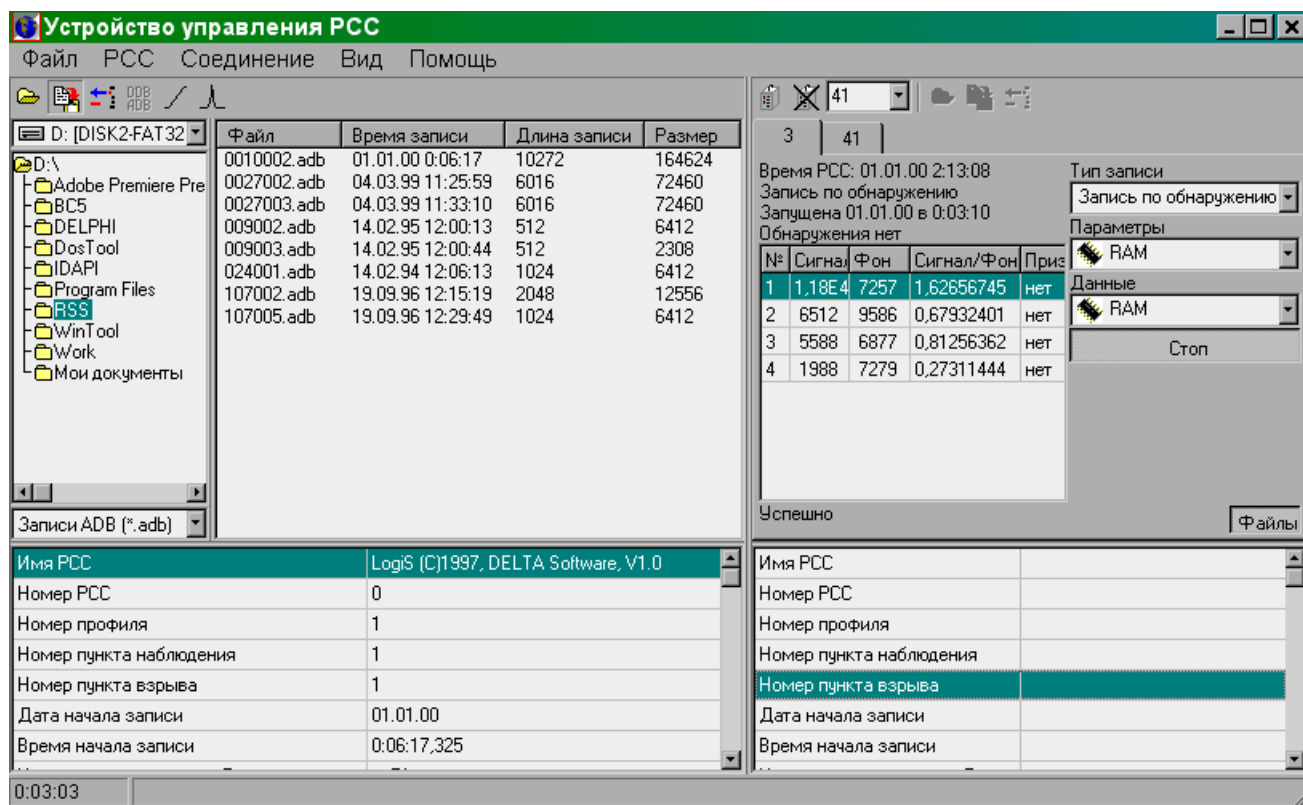 Устройство управления РСС
Файл РСС Соединение Вид Помощь
DDB ADB
41
D: [DISK2-FAT32
D:\
Adobe Premiere Pre
BC5
DELPHI
DosTool
IDAPI
Program Files
RSS
WinTool
Work
Мои документы
Записи ADB (*.adb)
Файл Время записи Длина записи Размер
0010002.adb 01.01.00 0:06:17 10272 164624
0027002.adb 04.03.99 11:25:59 6016 72460
0027003.adb 04.03.99 11:33:10 6016 72460
009002.adb 14.02.95 12:00:13 512 6412
009003.adb 14.02.95 12:00:44 512 2308
024001.adb 14.02.94 12:06:13 1024 6412
107002.adb 19.09.96 12:15:19 2048 12556
107005.adb 19.09.96 12:29:49 1024 6412
3 41
Время РСС: 01.01.00 2:13:08
Запись по обнаружению
Запущена 01.01.00 в 0:03:10
Обнаружения нет
№ Сигнал Фон Сигнал/Фон Приз
1 1,18E4 7257 1,62656745 нет
2 6512 9586 0,67932401 нет
3 5588 6877 0,81256362 нет
4 1988 7279 0,27311444 нет
Тип записи
Запись по обнаружению
Параметры
RAM
Данные
RAM
Стоп
Успешно
Файлы
Имя РСС LogiS (C)1997, DELTA Software, V1.0
Номер РСС 0
Номер профиля 1
Номер пункта наблюдения 1
Номер пункта взрыва 1
Дата начала записи 01.01.00
Время начала записи 0:06:17,325
Имя РСС
Номер РСС
Номер профиля
Номер пункта наблюдения
Номер пункта взрыва
Дата начала записи
Время начала записи
0:03:03